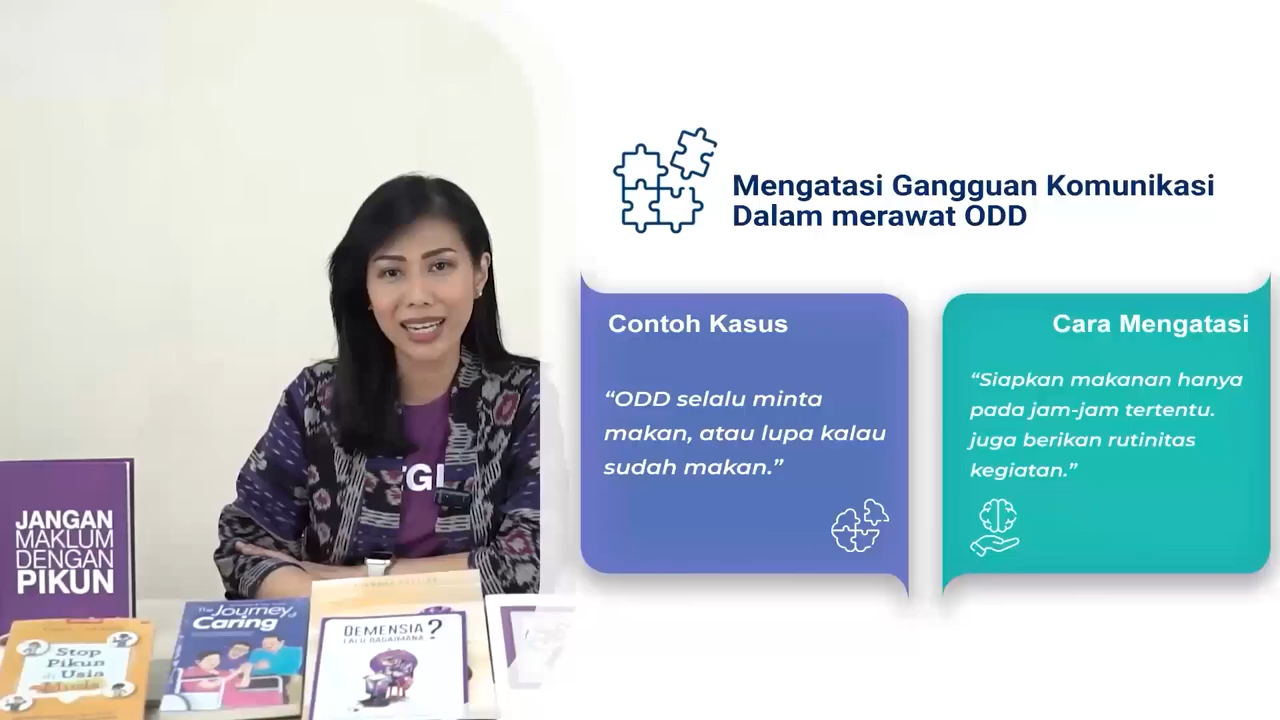 Mengatasi Gangguan Komunikasi
Dalam merawat ODD
Contoh Kasus
“ODD selalu minta
makan, atau lupa kalau
sudah makan.”
Cara Mengatasi
“Siapkan makanan hanya
pada jam-jam tertentu.
juga berikan rutinitas
kegiatan.”
JANGAN
MAKLUM
DENGAN
PIKUN
The Journey of
Caring
DEMENSIA?
LALU BAGAIMANA
Stop
Pikun
di Usia
Muda